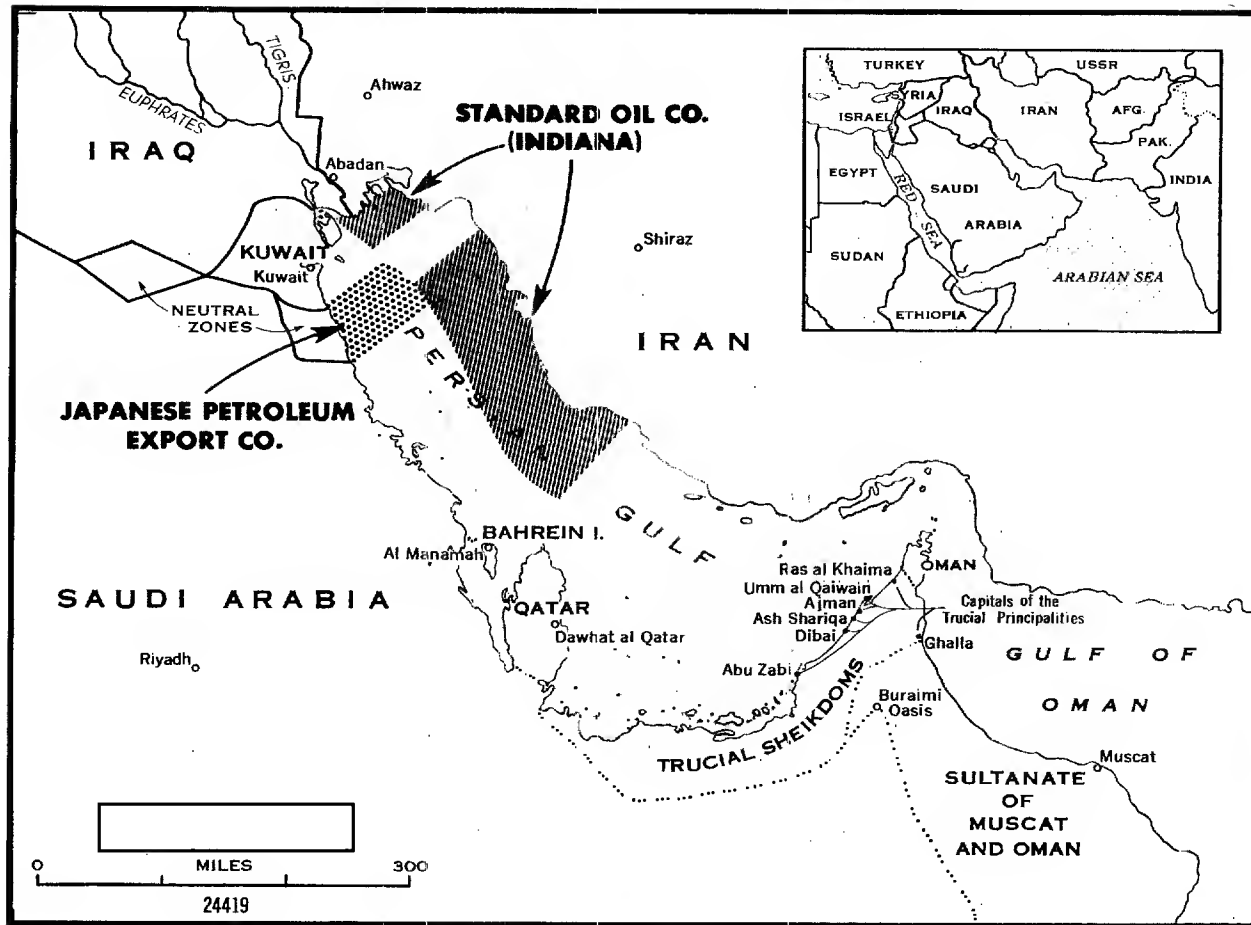 TIGRIS
EUPHRATES
Ahwaz
IRAQ
STANDARD OIL CO.
(INDIANA)
Abadan
KUWAIT
Kuwait
NEUTRAL
ZONES
Shiraz
IRAN
JAPANESE PETROLEUM
EXPORT CO.
PERSIAN
GULF
TURKEY
USSR
SYRIA
ISRAEL
IRAQ
IRAN
AFG.
PAK.
EGYPT
SAUDI
ARABIA
INDIA
RED SEA
SUDAN
ARABIAN SEA
ETHIOPIA
BAHREIN I.
Al Manamah
SAUDI ARABIA
QATAR
Dawhat al Qatar
Riyadh
Ras al Khaima
OMAN
Umm al Qaiwain
Ajman
Ash Shariqa
Dibai
Capitals of the
Trucial Principalities
Ghalla
Abu Zabi
GULF OF
OMAN
Buraimi
Oasis
TRUCIAL SHEIKDOMS
Muscat
SULTANATE
OF
MUSCAT
AND OMAN
0 MILES 300
24419